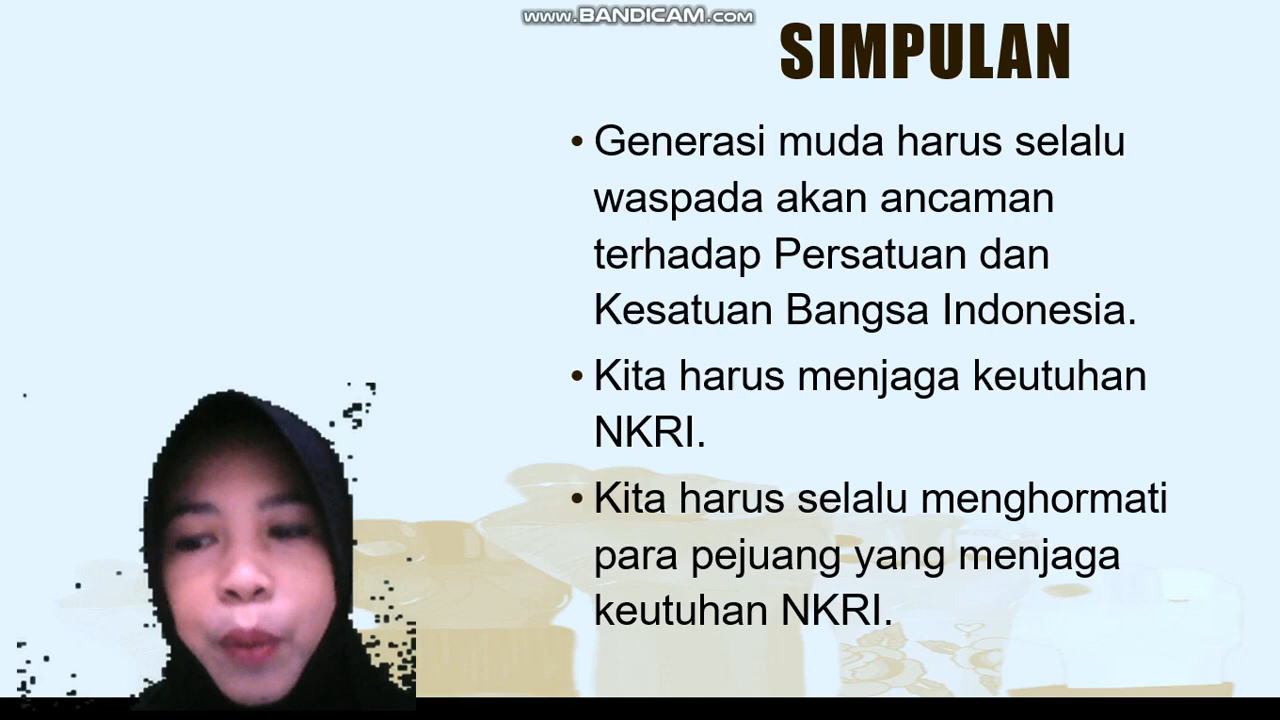 www.BANDICAM.com
SIMPULAN
• Generasi muda harus selalu
waspada akan ancaman
terhadap Persatuan dan
Kesatuan Bangsa Indonesia.
• Kita harus menjaga keutuhan
NKRI.
• Kita harus selalu menghormati
para pejuang yang menjaga
keutuhan NKRI.